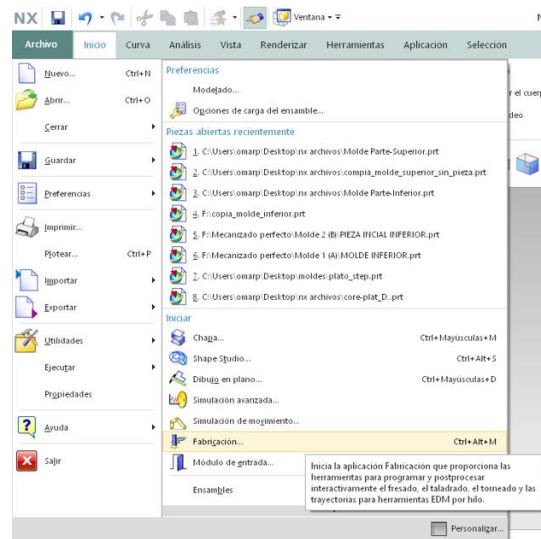 NX Ventana
Archivo Inicio Curva Análisis Vista Renderizar Herramientas Aplicación Selección
Nuevo... Ctrl+N
Abrir... Ctrl+O
Cerrar
Guardar
Preferencias
Imprimir...
Plotear... Ctrl+P
Importar
Exportar
Utilidades
Ejecutar
Propiedades
Ayuda
Salir
Preferencias
Modelado...
Opciones de carga del ensamble...
Piezas abiertas recientemente
1. C:\Users\omarp\Desktop\nx archivos\Molde Parte-Superior.prt
2. C:\Users\omarp\Desktop\nx archivos\compia_molde_superior_sin_pieza.prt
3. C:\Users\omarp\Desktop\nx archivos\Molde Parte-Inferior.prt
4. F:\copia_molde_inferior.prt
5. F:\Mecanizado perfecto\Molde 2 (B)\PIEZA INCIAL INFERIOR.prt
6. F:\Mecanizado perfecto\Molde 1 (A)\MOLDE INFERIOR.prt
7. C:\Users\omarp\Desktop\moldes\plato_step.prt
8. C:\Users\omarp\Desktop\nx archivos\core-plat_D_.prt
Iniciar
Chapa... Ctrl+Mayúsculas+M
Shape Studio... Ctrl+Alt+S
Dibujo en plano... Ctrl+Mayúsculas+D
Simulación avanzada...
Simulación de movimiento...
Fabricación... Ctrl+Alt+M
Módulo de entrada...
Ensambles
Inicia la aplicación Fabricación que proporciona las
herramientas para programar y postprocesar
interactivamente el fresado, el taladrado, el torneado y las
trayectorias para herramientas EDM por hilo.
Personalizar...
r el cuerp
deo